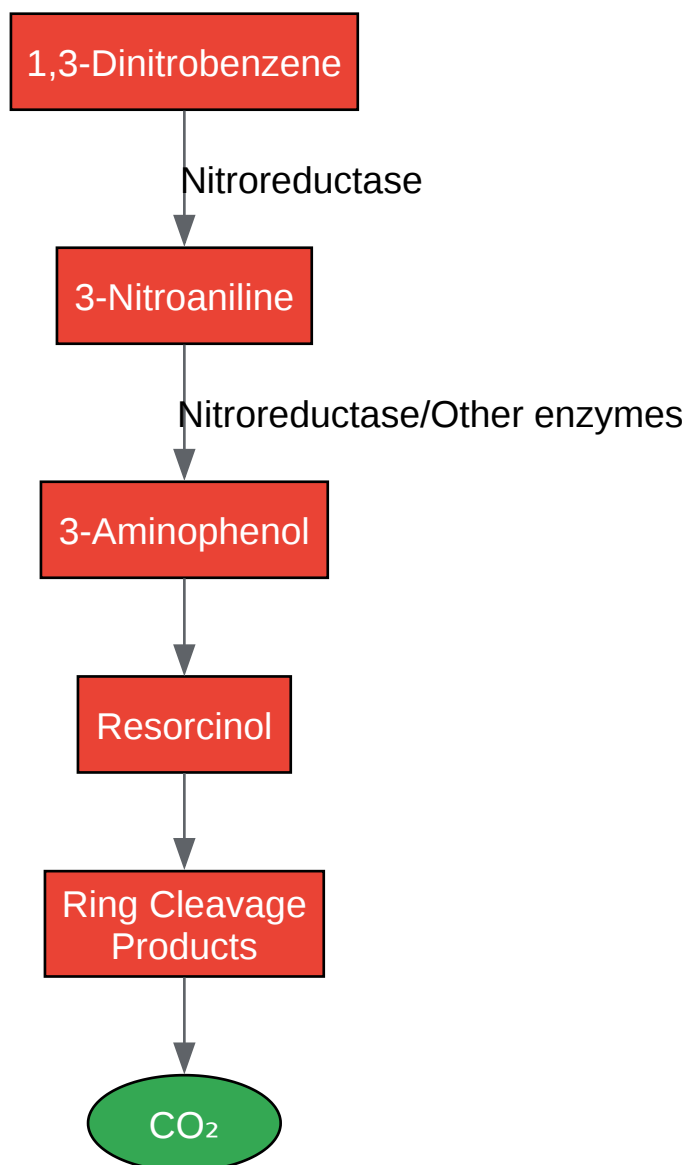 1,3-Dinitrobenzene
Nitroreductase
3-Nitroaniline
Nitroreductase/Other enzymes
3-Aminophenol
Resorcinol
Ring Cleavage
Products
CO₂